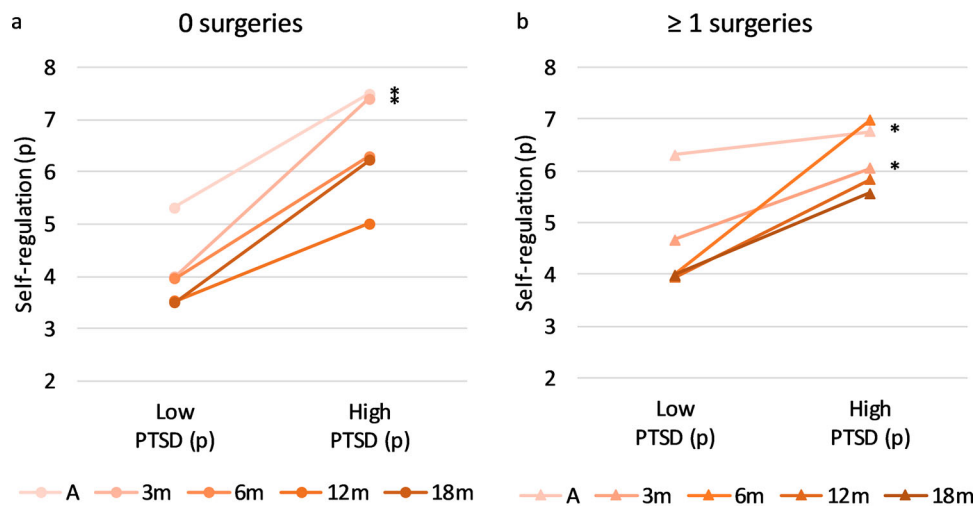 a
0 surgeries
Self-regulation (p)
8
7
6
5
4
3
2
*
*
Low
PTSD (p)
High
PTSD (p)
A 3m 6m 12m 18m
b
≥ 1 surgeries
Self-regulation (p)
8
7
6
5
4
3
2
*
*
Low
PTSD (p)
High
PTSD (p)
A 3m 6m 12m 18m